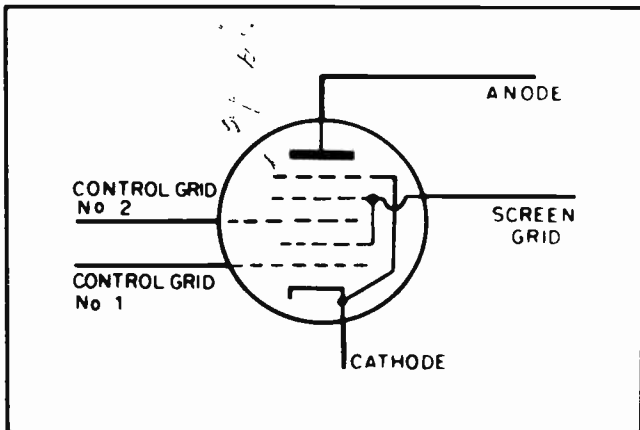 ANODE
CONTROL GRID
No 2
SCREEN
GRID
CONTROL GRID
No 1
CATHODE